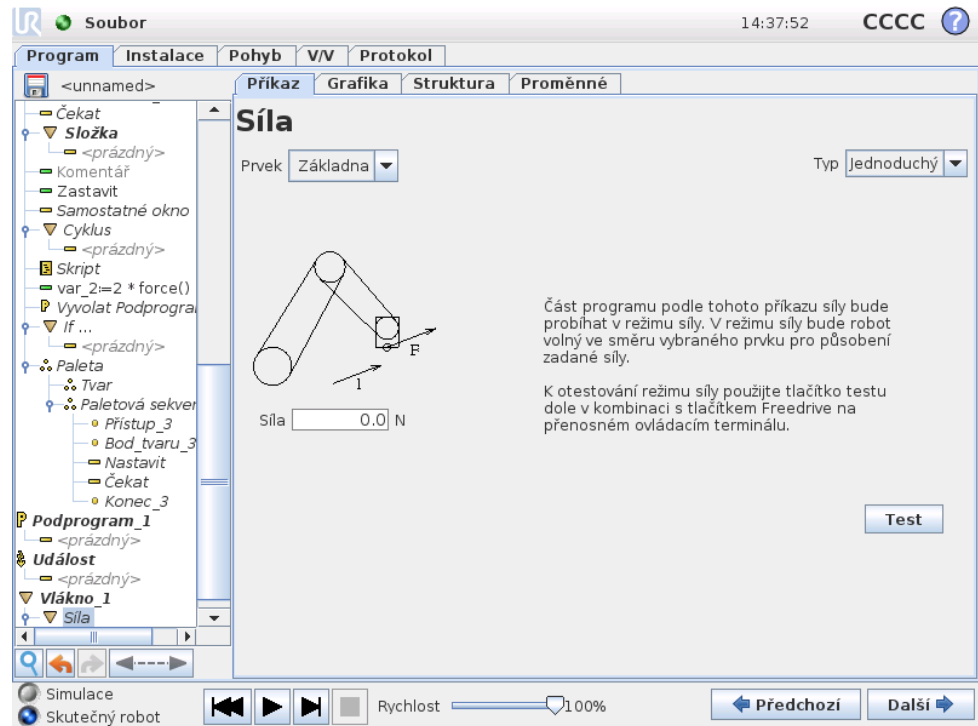 UR Soubor 14:37:52 CCCC ?
Program Instalace Pohyb V/V Protokol
<unnamed>
Příkaz Grafika Struktura Proměnné
Čekat
Složka
<prázdný>
Komentář
Zastavit
Samostatné okno
Cyklus
<prázdný>
Skript
var_2:=2 * force()
Vyvolat Podprogra
If ...
<prázdný>
Paleta
Tvar
Paletová sekver
Přístup_3
Bod_tvaru_3
Nastavit
Čekat
Konec_3
Podprogram_1
<prázdný>
Událost
<prázdný>
Vlákno_1
Síla
Síla
Prvek Základna
Typ Jednoduchý
F
1
Síla 0.0 N
Část programu podle tohoto příkazu síly bude
probíhat v režimu síly. V režimu síly bude robot
volný ve směru vybraného prvku pro působení
zadané síly.
K otestování režimu síly použijte tlačítko testu
dole v kombinaci s tlačítkem Freedrive na
přenosném ovládacím terminálu.
Test
Simulace
Skutečný robot
Rychlost 100%
Předchozí Další